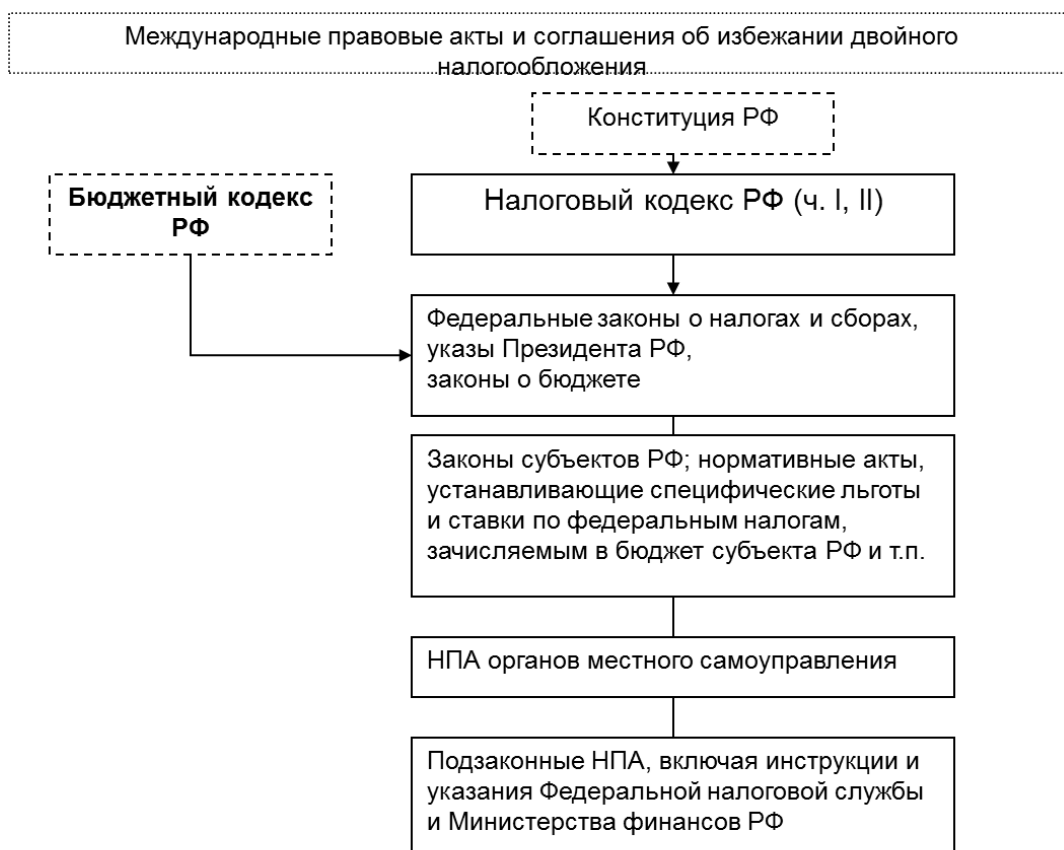 Международные правовые акты и соглашения об избежании двойного
налогообложения
Конституция РФ
Бюджетный кодекс
РФ
Налоговый кодекс РФ (ч. I, II)
Федеральные законы о налогах и сборах,
указы Президента РФ,
законы о бюджете
Законы субъектов РФ; нормативные акты,
устанавливающие специфические льготы
и ставки по федеральным налогам,
зачисляемым в бюджет субъекта РФ и т.п.
НПА органов местного самоуправления
Подзаконные НПА, включая инструкции и
указания Федеральной налоговой службы
и Министерства финансов РФ